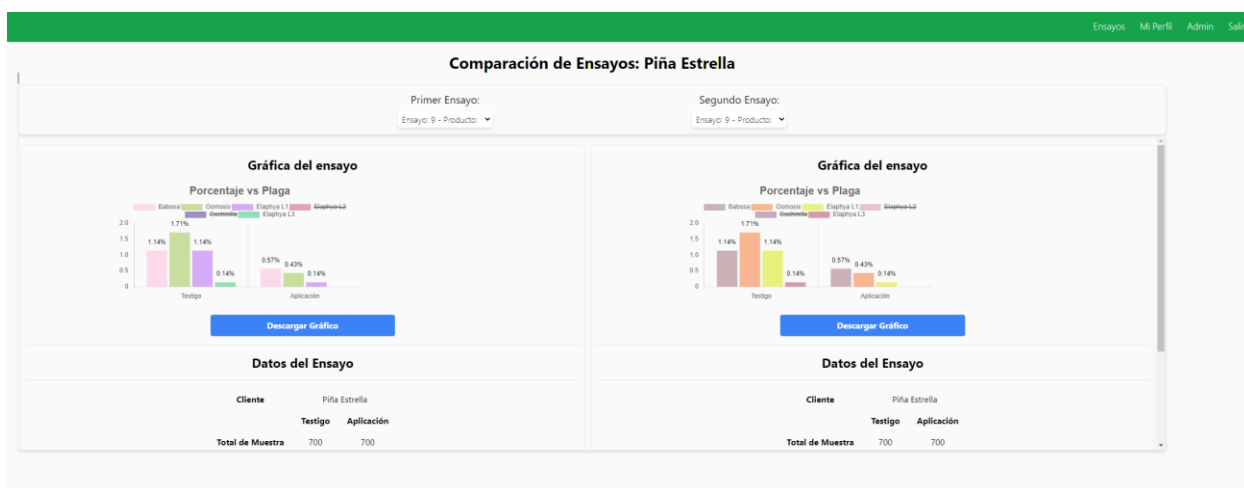 Ensayos Mi Perfil Admin
Comparación de Ensayos: Piña Estrella
Primer Ensayo: Segundo Ensayo:
Ensayo: 9 - Producto: Ensayo: 9 - Producto:
Gráfica del ensayo
Porcentaje vs Plaga
Babosa Gomosis Elaphya L1 Elaphya L2
Cochinilla Elaphya L3
2.0
1.5
1.0
0.5
0
1.14% 1.71% 1.14% 0.14% 0.57% 0.43% 0.14%
Testigo Aplicación
Descargar Gráfico
Datos del Ensayo
Cliente Piña Estrella
Testigo Aplicación
Total de Muestra 700 700
Gráfica del ensayo
Porcentaje vs Plaga
Babosa Gomosis Elaphya L1 Elaphya L2
Cochinilla Elaphya L3
2.0
1.5
1.0
0.5
0
1.14% 1.71% 1.14% 0.14% 0.57% 0.43% 0.14%
Testigo Aplicación
Descargar Gráfico
Datos del Ensayo
Cliente Piña Estrella
Testigo Aplicación
Total de Muestra 700 700